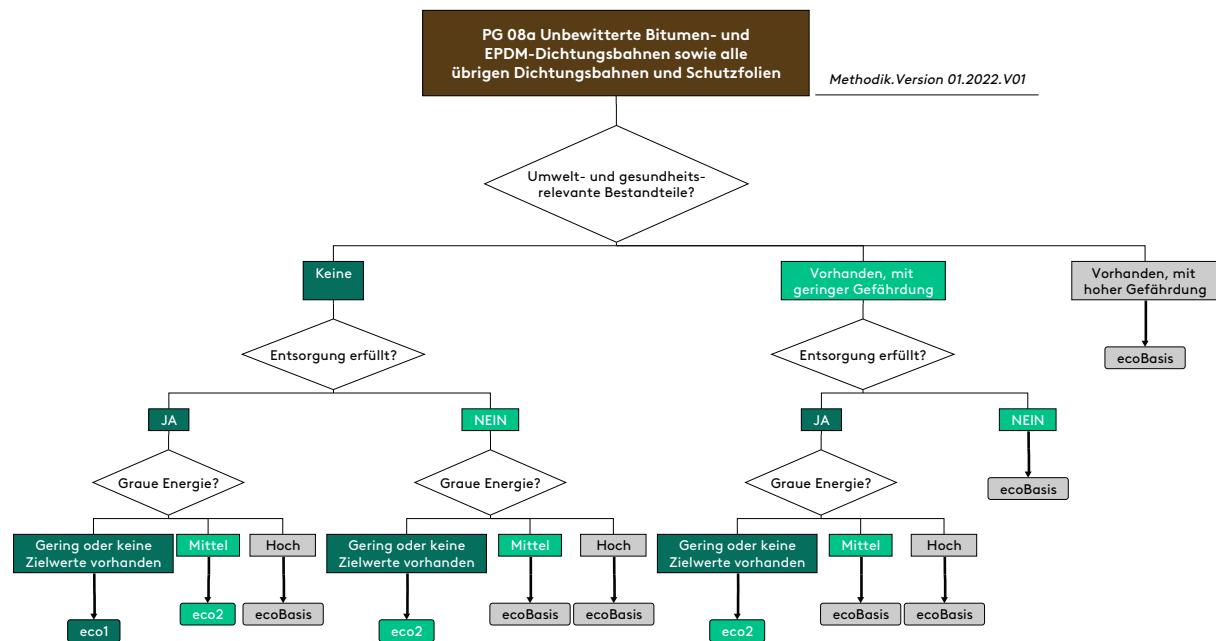 PG 08a Unbewitterte Bitumen- und
EPDM-Dichtungsbahnen sowie alle
übrigen Dichtungsbahnen und Schutzfolien
Methodik.Version 01.2022.V01
Umwelt- und gesundheits-
relevante Bestandteile?
Keine
Vorhanden, mit
geringer Gefährdung
Vorhanden, mit
hoher Gefährdung
Entsorgung erfüllt?
Entsorgung erfüllt?
ecoBasis
JA
NEIN
JA
NEIN
Graue Energie?
Graue Energie?
Graue Energie?
ecoBasis
Gering oder keine
Zielwerte vorhanden
Mittel
Hoch
Gering oder keine
Zielwerte vorhanden
Mittel
Hoch
Gering oder keine
Zielwerte vorhanden
Mittel
Hoch
eco1
eco2
ecoBasis
eco2
ecoBasis
ecoBasis
eco2
ecoBasis
ecoBasis